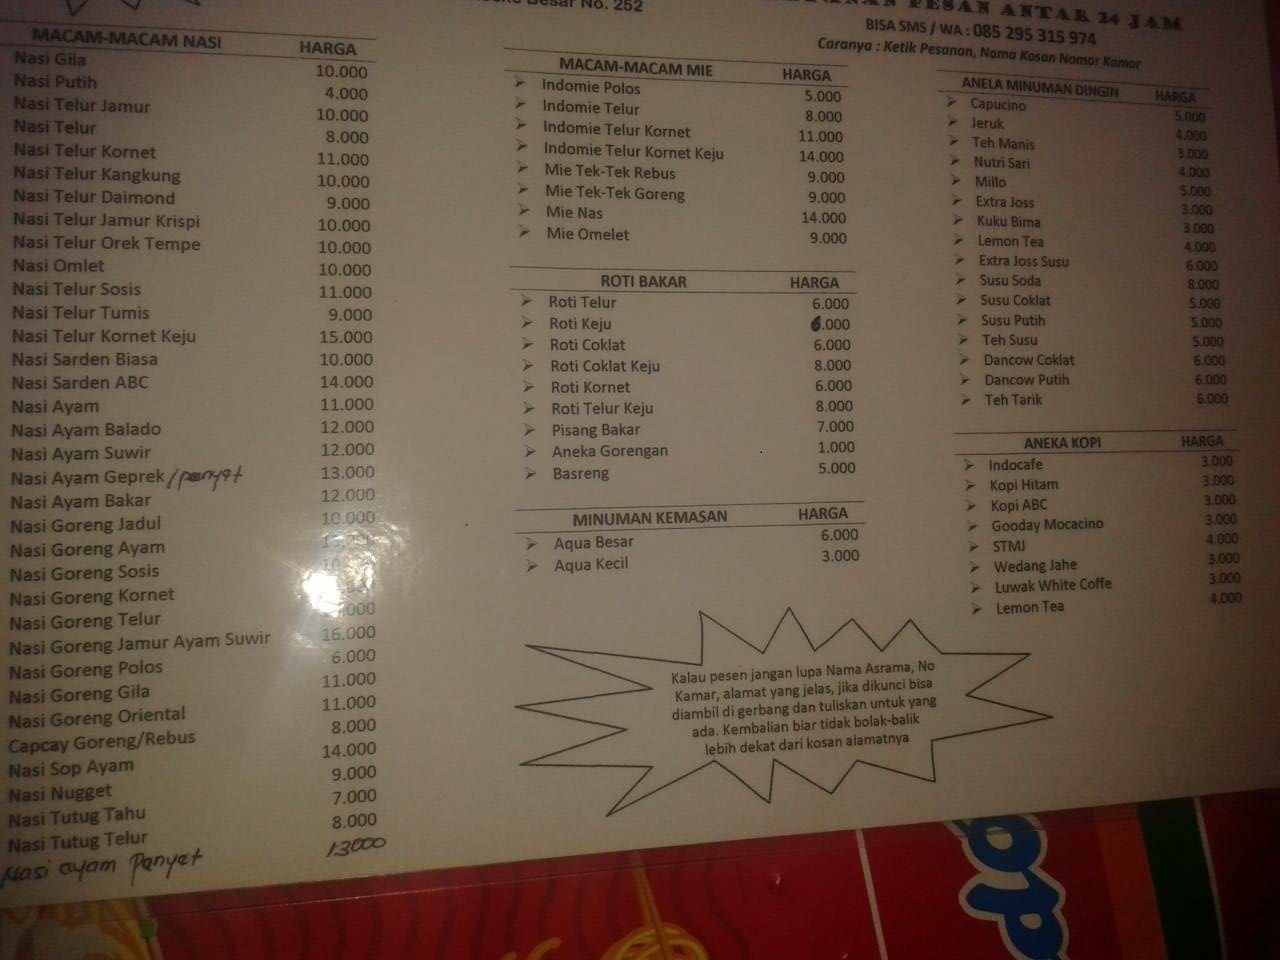 Besar No. 252
PESAN ANTAR 24 JAM
BISA SMS / WA : 085 295 315 974
Caranya : Ketik Pesanan, Nama Kosan Nomor Kamar
MACAM-MACAM NASI HARGA
Nasi Gila 10.000
Nasi Putih 4.000
Nasi Telur Jamur 10.000
Nasi Telur 8.000
Nasi Telur Kornet 11.000
Nasi Telur Kangkung 10.000
Nasi Telur Daimond 9.000
Nasi Telur Jamur Krispi 10.000
Nasi Telur Orek Tempe 10.000
Nasi Omlet 10.000
Nasi Telur Sosis 11.000
Nasi Telur Tumis 9.000
Nasi Telur Kornet Keju 15.000
Nasi Sarden Biasa 10.000
Nasi Sarden ABC 14.000
Nasi Ayam 11.000
Nasi Ayam Balado 12.000
Nasi Ayam Suwir 12.000
Nasi Ayam Geprek /panyet 13.000
Nasi Ayam Bakar 12.000
Nasi Goreng Jadul 10.000
Nasi Goreng Ayam
Nasi Goreng Sosis
Nasi Goreng Kornet
Nasi Goreng Telur
Nasi Goreng Jamur Ayam Suwir 16.000
Nasi Goreng Polos 6.000
Nasi Goreng Gila 11.000
Nasi Goreng Oriental 11.000
Capcay Goreng/Rebus 8.000
Nasi Sop Ayam 14.000
Nasi Nugget 9.000
Nasi Tutug Tahu 7.000
Nasi Tutug Telur 8.000
Nasi ayam Panyet 13000
MACAM-MACAM MIE HARGA
Indomie Polos 5.000
Indomie Telur 8.000
Indomie Telur Kornet 11.000
Indomie Telur Kornet Keju 14.000
Mie Tek-Tek Rebus 9.000
Mie Tek-Tek Goreng 9.000
Mie Nas 14.000
Mie Omelet 9.000
ROTI BAKAR HARGA
Roti Telur 6.000
Roti Keju 6.000
Roti Coklat 6.000
Roti Coklat Keju 8.000
Roti Kornet 6.000
Roti Telur Keju 8.000
Pisang Bakar 7.000
Aneka Gorengan 1.000
Basreng 5.000
MINUMAN KEMASAN HARGA
Aqua Besar 6.000
Aqua Kecil 3.000
ANELA MINUMAN DINGIN HARGA
Capucino 5.000
Jeruk 4.000
Teh Manis 3.000
Nutri Sari 4.000
Millo 5.000
Extra Joss 3.000
Kuku Bima 3.000
Lemon Tea 4.000
Extra Joss Susu 6.000
Susu Soda 8.000
Susu Coklat 5.000
Susu Putih 5.000
Teh Susu 5.000
Dancow Coklat 6.000
Dancow Putih 6.000
Teh Tarik 6.000
ANEKA KOPI HARGA
Indocafe 3.000
Kopi Hitam 3.000
Kopi ABC 3.000
Gooday Mocacino 3.000
STMJ 4.000
Wedang Jahe 3.000
Luwak White Coffe 3.000
Lemon Tea 4.000
Kalau pesen jangan lupa Nama Asrama, No
Kamar, alamat yang jelas, jika dikunci bisa
diambil di gerbang dan tuliskan untuk yang
ada. Kembalian biar tidak bolak-balik
lebih dekat dari kosan alamatnya